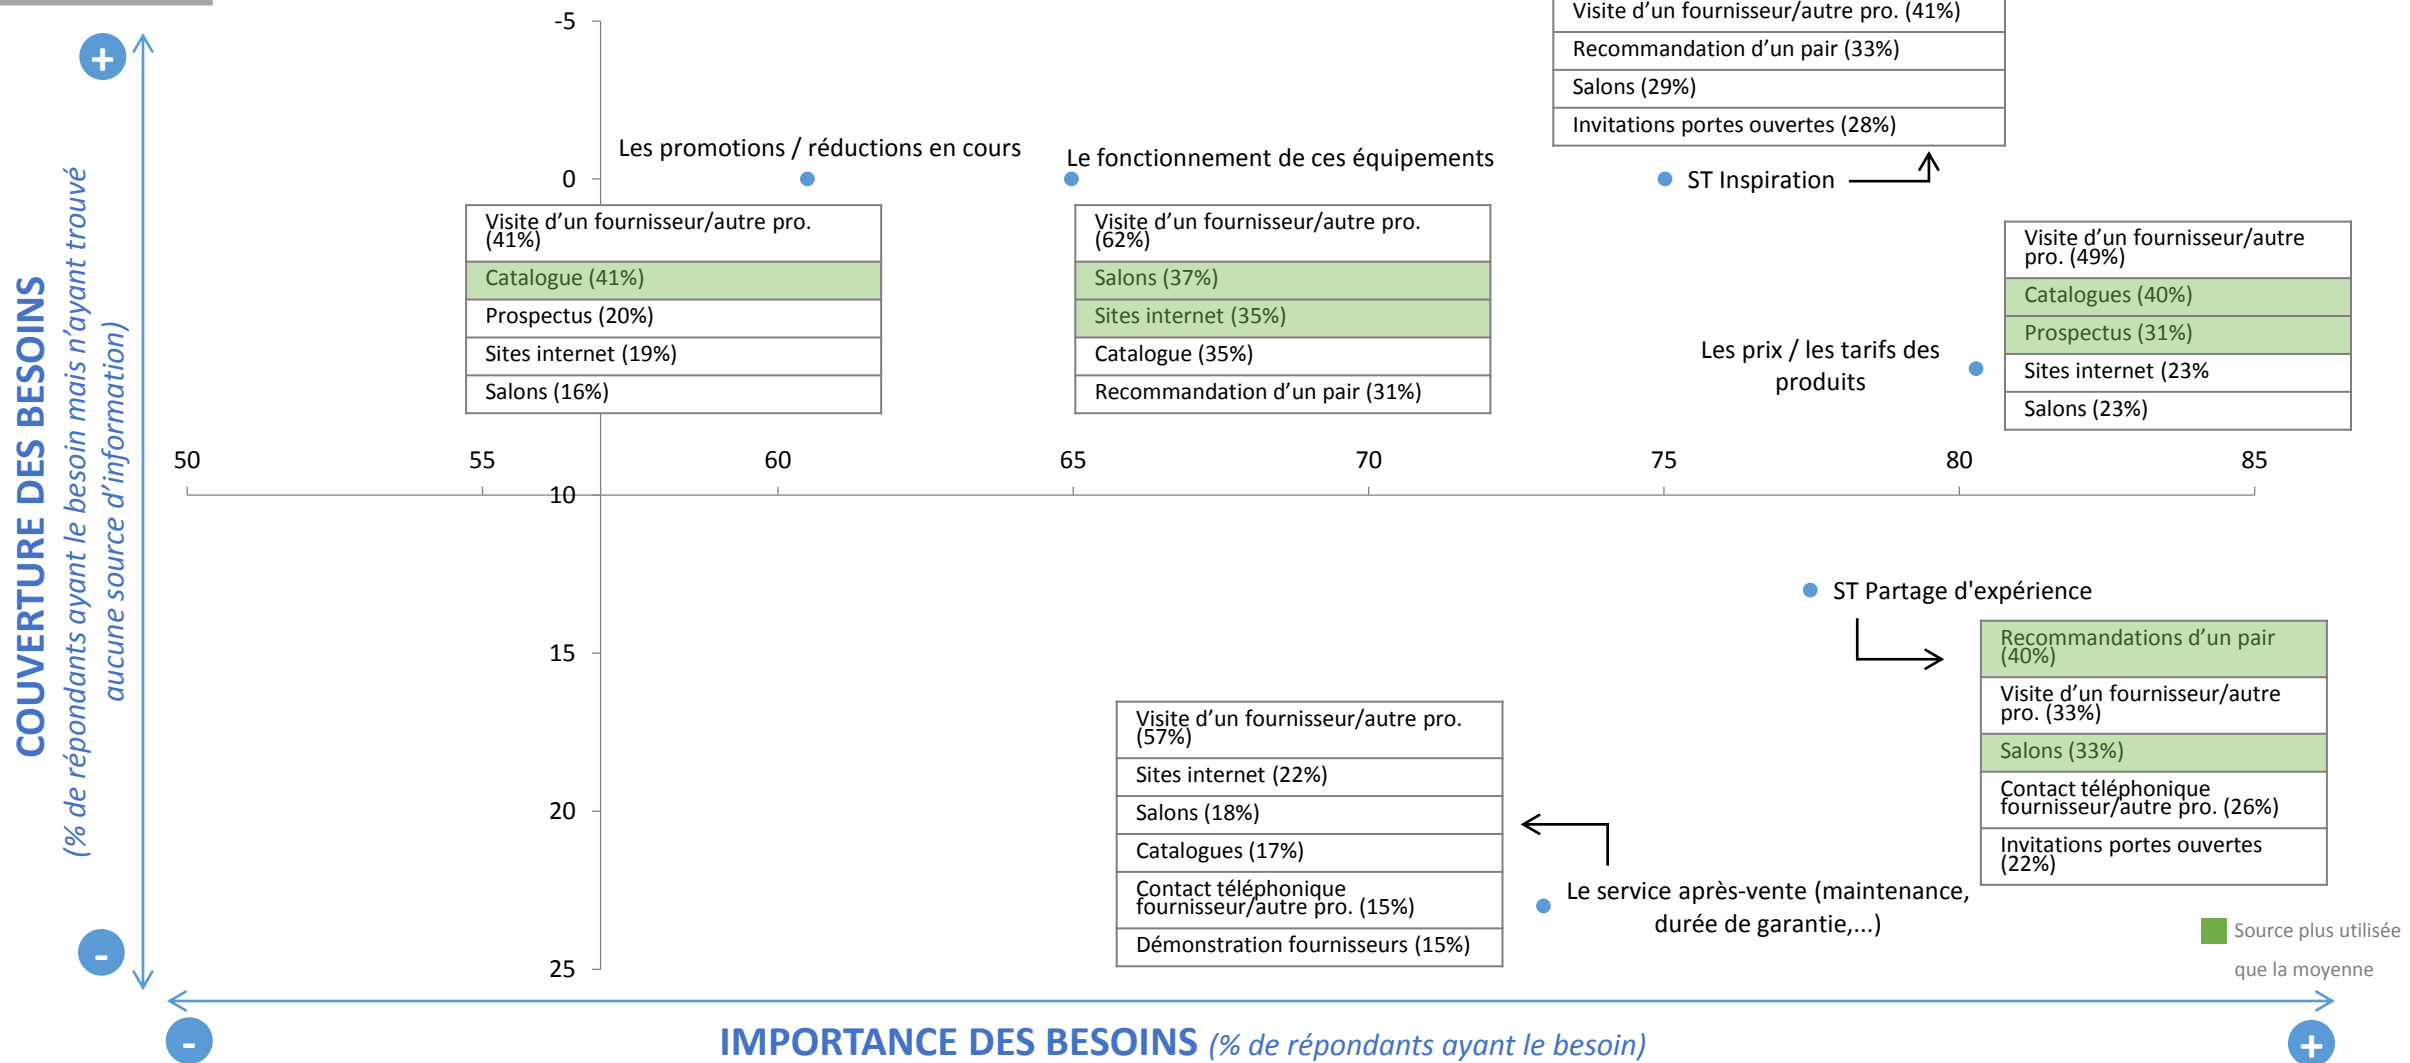 -5
Visite d’un fournisseur/autre pro. (41%)
Recommandation d’un pair (33%)
Salons (29%)
Invitations portes ouvertes (28%)
+
Les promotions / réductions en cours
Le fonctionnement de ces équipements
0
ST Inspiration
Visite d’un fournisseur/autre pro.
(41%)
Catalogue (41%)
Prospectus (20%)
Sites internet (19%)
Salons (16%)
Visite d’un fournisseur/autre pro.
(62%)
Salons (37%)
Sites internet (35%)
Catalogue (35%)
Recommandation d’un pair (31%)
Visite d’un fournisseur/autre
pro. (49%)
Catalogues (40%)
Prospectus (31%)
Sites internet (23%
Salons (23%)
Les prix / les tarifs des
produits
COUVERTURE DES BESOINS
(% de répondants ayant le besoin mais n’ayant trouvé
aucune source d’information)
50 55 60 65 70 75 80 85
10
ST Partage d'expérience
15
Recommandations d’un pair
(40%)
Visite d’un fournisseur/autre
pro. (33%)
Salons (33%)
Contact téléphonique
fournisseur/autre pro. (26%)
Invitations portes ouvertes
(22%)
Visite d’un fournisseur/autre pro.
(57%)
Sites internet (22%)
Salons (18%)
Catalogues (17%)
Contact téléphonique
fournisseur/autre pro. (15%)
Démonstration fournisseurs (15%)
20
Le service après-vente (maintenance,
durée de garantie,...)
25
-
Source plus utilisée
que la moyenne
-
IMPORTANCE DES BESOINS (% de répondants ayant le besoin)
+